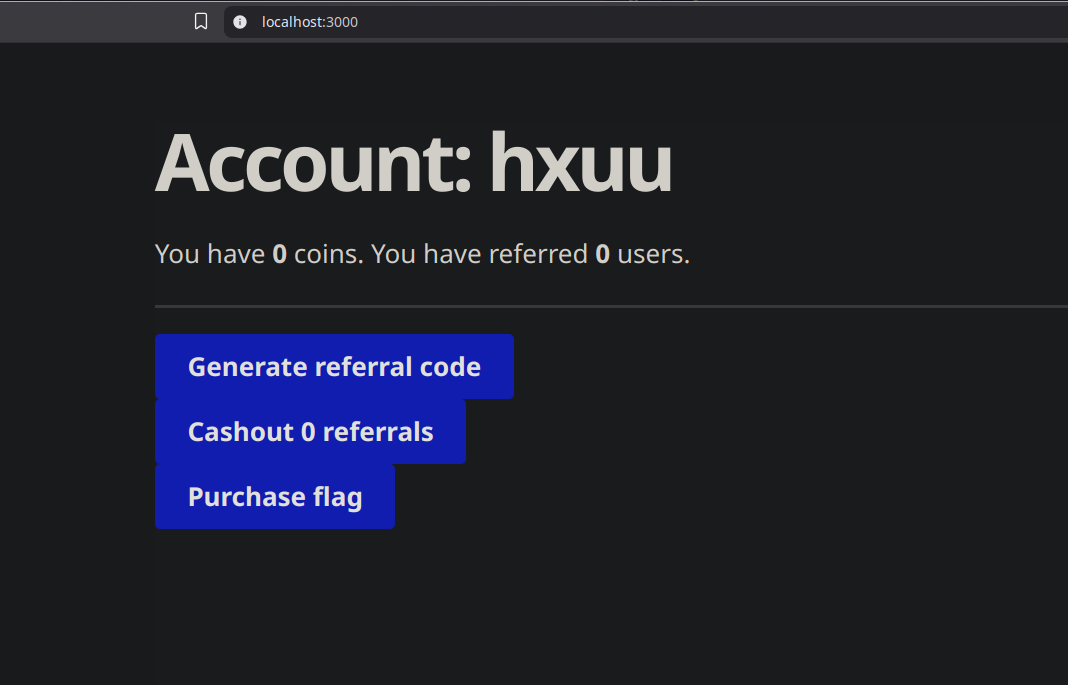 localhost:3000
Account: hxuu
You have 0 coins. You have referred 0 users.
Generate referral code
Cashout 0 referrals
Purchase flag